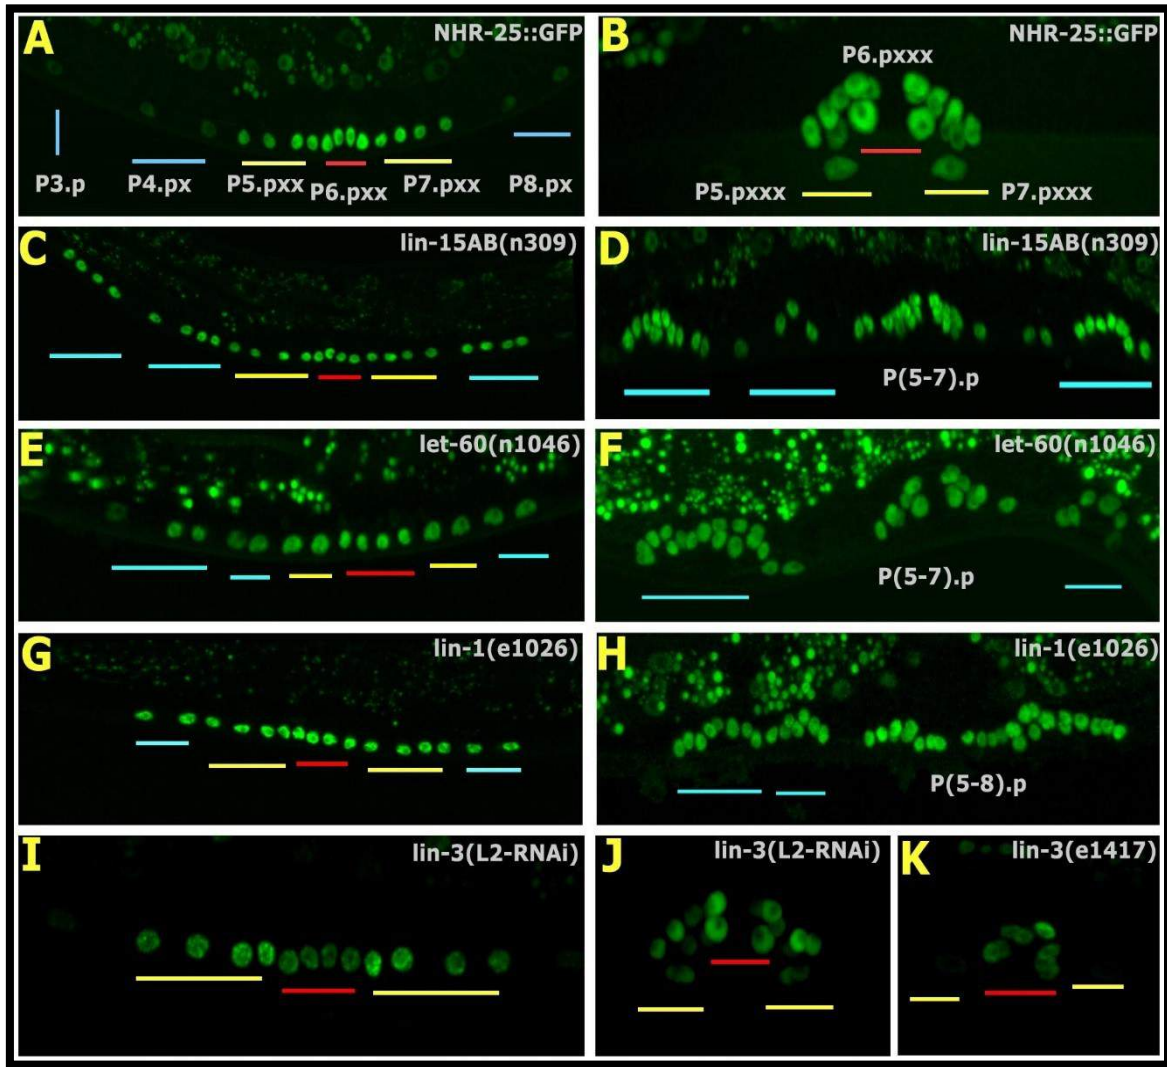 A
NHR-25::GFP
P3.p P4.px P5.pxx P6.pxx P7.pxx P8.px
B
NHR-25::GFP
P6.pxxx
P5.pxxx P7.pxxx
C
lin-15AB(n309)
D
lin-15AB(n309)
P(5-7).p
E
let-60(n1046)
F
let-60(n1046)
P(5-7).p
G
lin-1(e1026)
H
lin-1(e1026)
P(5-8).p
I
lin-3(L2-RNAi)
J
lin-3(L2-RNAi)
K
lin-3(e1417)